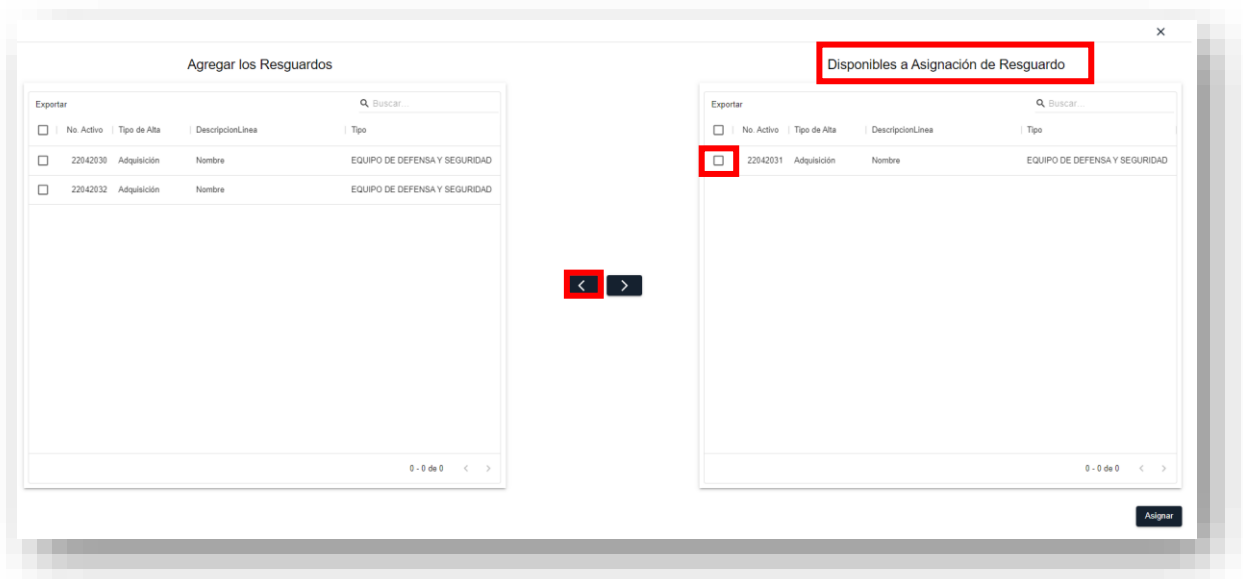 Agregar los Resguardos
Exportar
Buscar...
No. Activo Tipo de Alta DescripcionLinea Tipo
22042030 Adquisición Nombre EQUIPO DE DEFENSA Y SEGURIDAD
22042032 Adquisición Nombre EQUIPO DE DEFENSA Y SEGURIDAD
0 - 0 de 0
Disponibles a Asignación de Resguardo
Exportar
Buscar...
No. Activo Tipo de Alta DescripcionLinea Tipo
22042031 Adquisición Nombre EQUIPO DE DEFENSA Y SEGURIDAD
0 - 0 de 0
Asignar